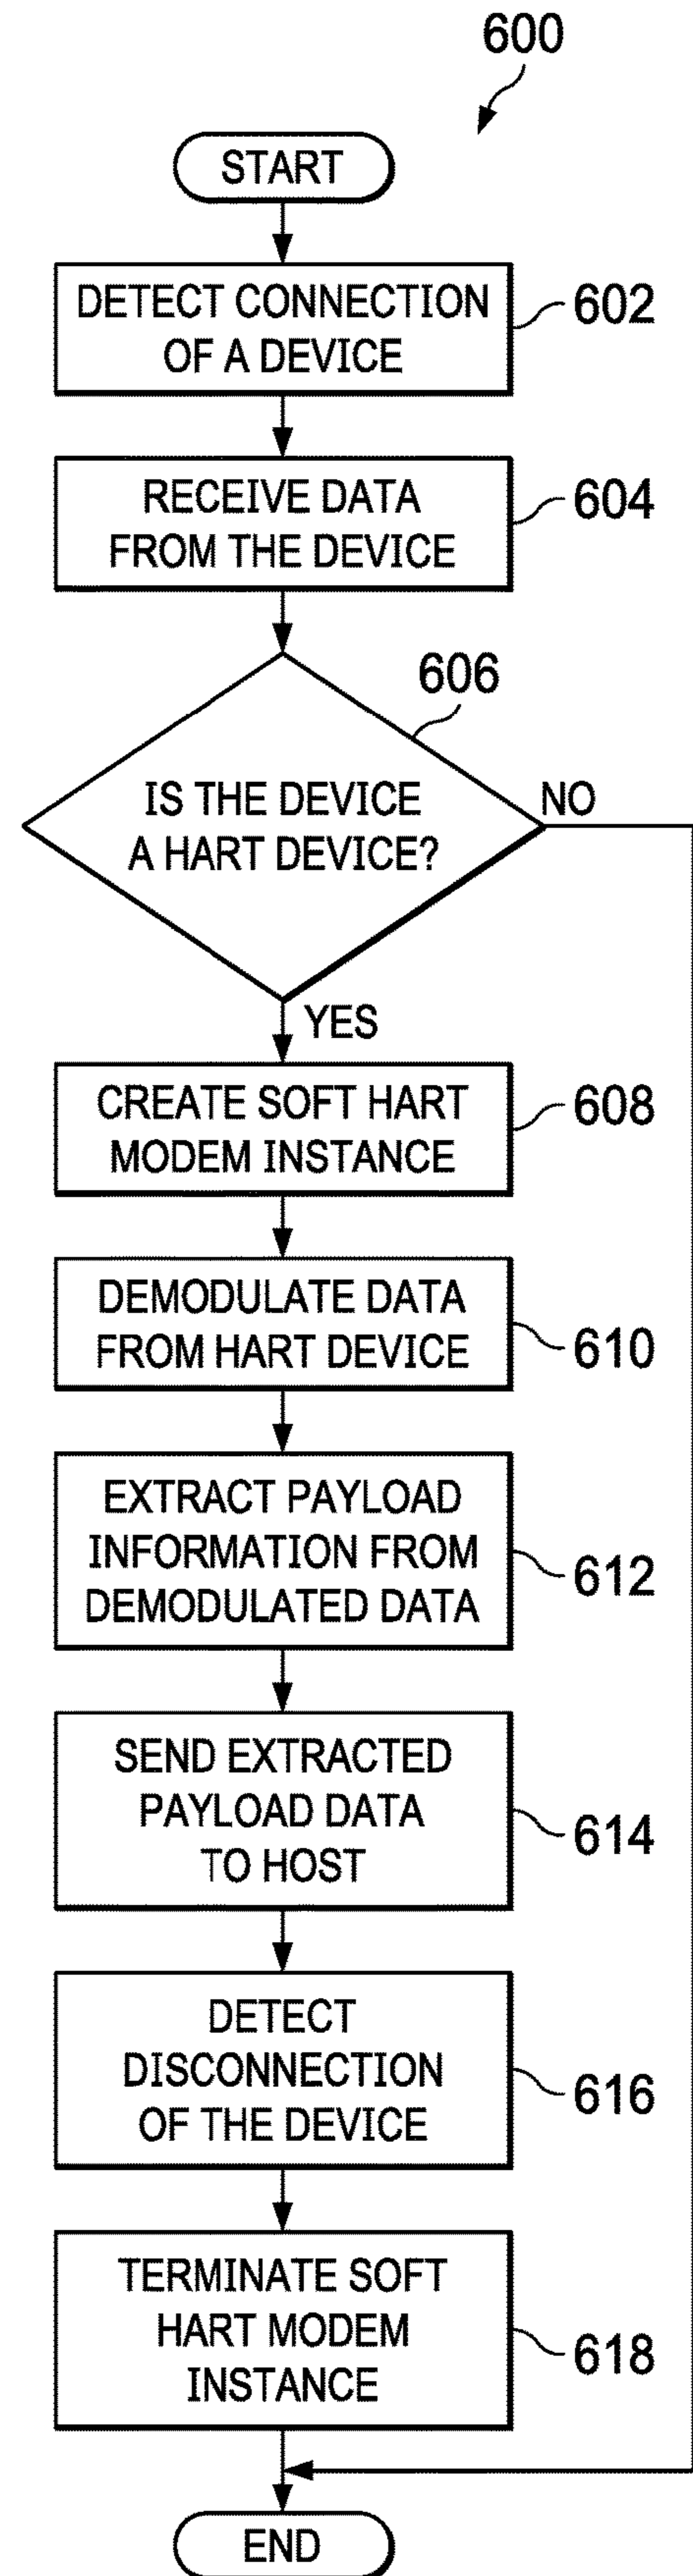 600
START
DETECT CONNECTION
OF A DEVICE
602
RECEIVE DATA
FROM THE DEVICE
604
606
IS THE DEVICE
A HART DEVICE?
NO
YES
CREATE SOFT HART
MODEM INSTANCE
608
DEMODULATE DATA
FROM HART DEVICE
610
EXTRACT PAYLOAD
INFORMATION FROM
DEMODULATED DATA
612
SEND EXTRACTED
PAYLOAD DATA
TO HOST
614
DETECT
DISCONNECTION
OF THE DEVICE
616
TERMINATE SOFT
HART MODEM
INSTANCE
618
END